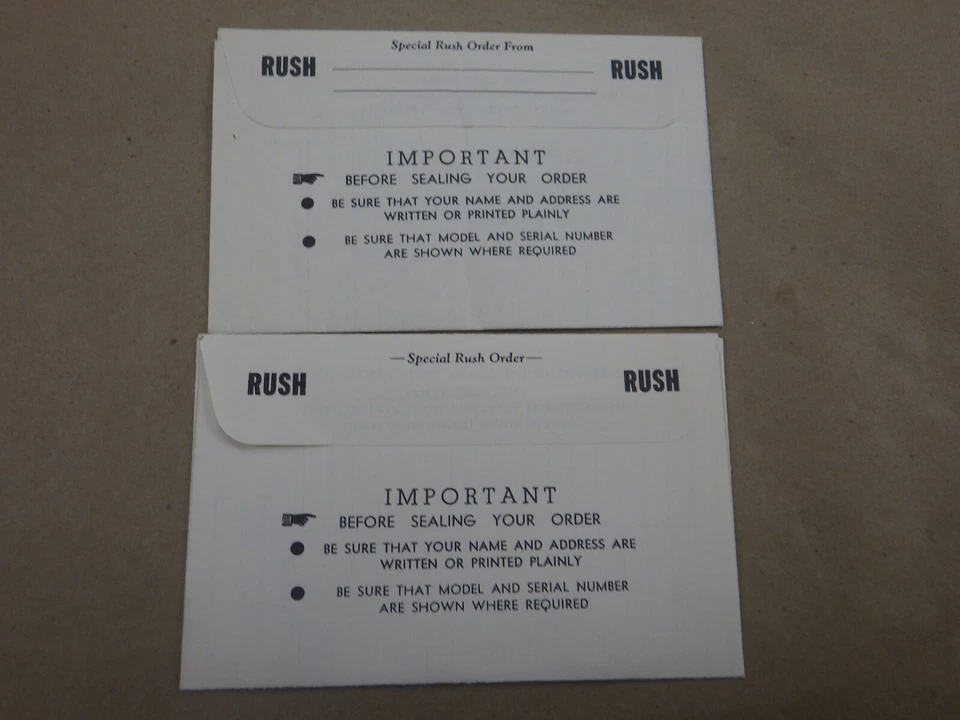 Special Rush Order From
RUSH RUSH
IMPORTANT
BEFORE SEALING YOUR ORDER
BE SURE THAT YOUR NAME AND ADDRESS ARE
WRITTEN OR PRINTED PLAINLY
BE SURE THAT MODEL AND SERIAL NUMBER
ARE SHOWN WHERE REQUIRED
—Special Rush Order—
RUSH RUSH
IMPORTANT
BEFORE SEALING YOUR ORDER
BE SURE THAT YOUR NAME AND ADDRESS ARE
WRITTEN OR PRINTED PLAINLY
BE SURE THAT MODEL AND SERIAL NUMBER
ARE SHOWN WHERE REQUIRED